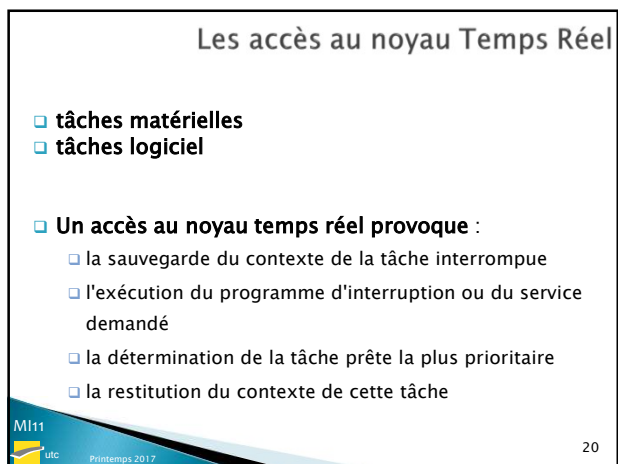 Les accès au noyau Temps Réel
tâches matérielles
tâches logiciel
Un accès au noyau temps réel provoque :
la sauvegarde du contexte de la tâche interrompue
l'exécution du programme d'interruption ou du service
demandé
la détermination de la tâche prête la plus prioritaire
la restitution du contexte de cette tâche
MI11
utc
Printemps 2017
20